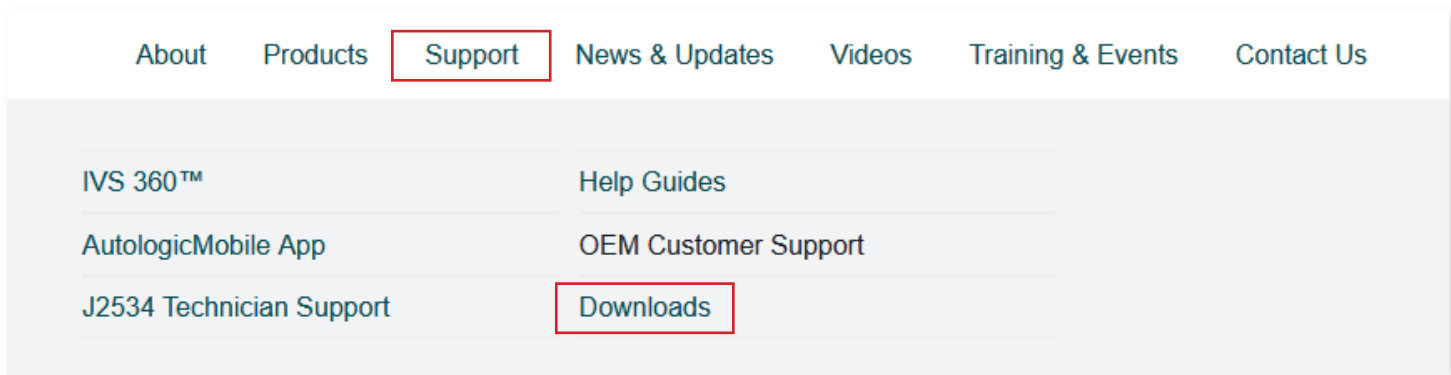 About Products Support News & Updates Videos Training & Events Contact Us
IVS 360™ Help Guides
AutologicMobile App OEM Customer Support
J2534 Technician Support Downloads